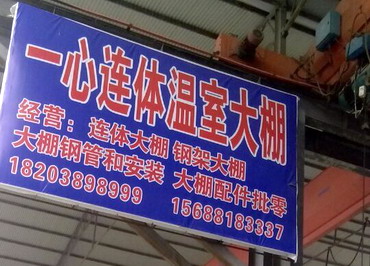 一心连体温室大棚
经营：连体大棚 钢架大棚
大棚钢管和安装 大棚配件批零
18203898999 15688183337